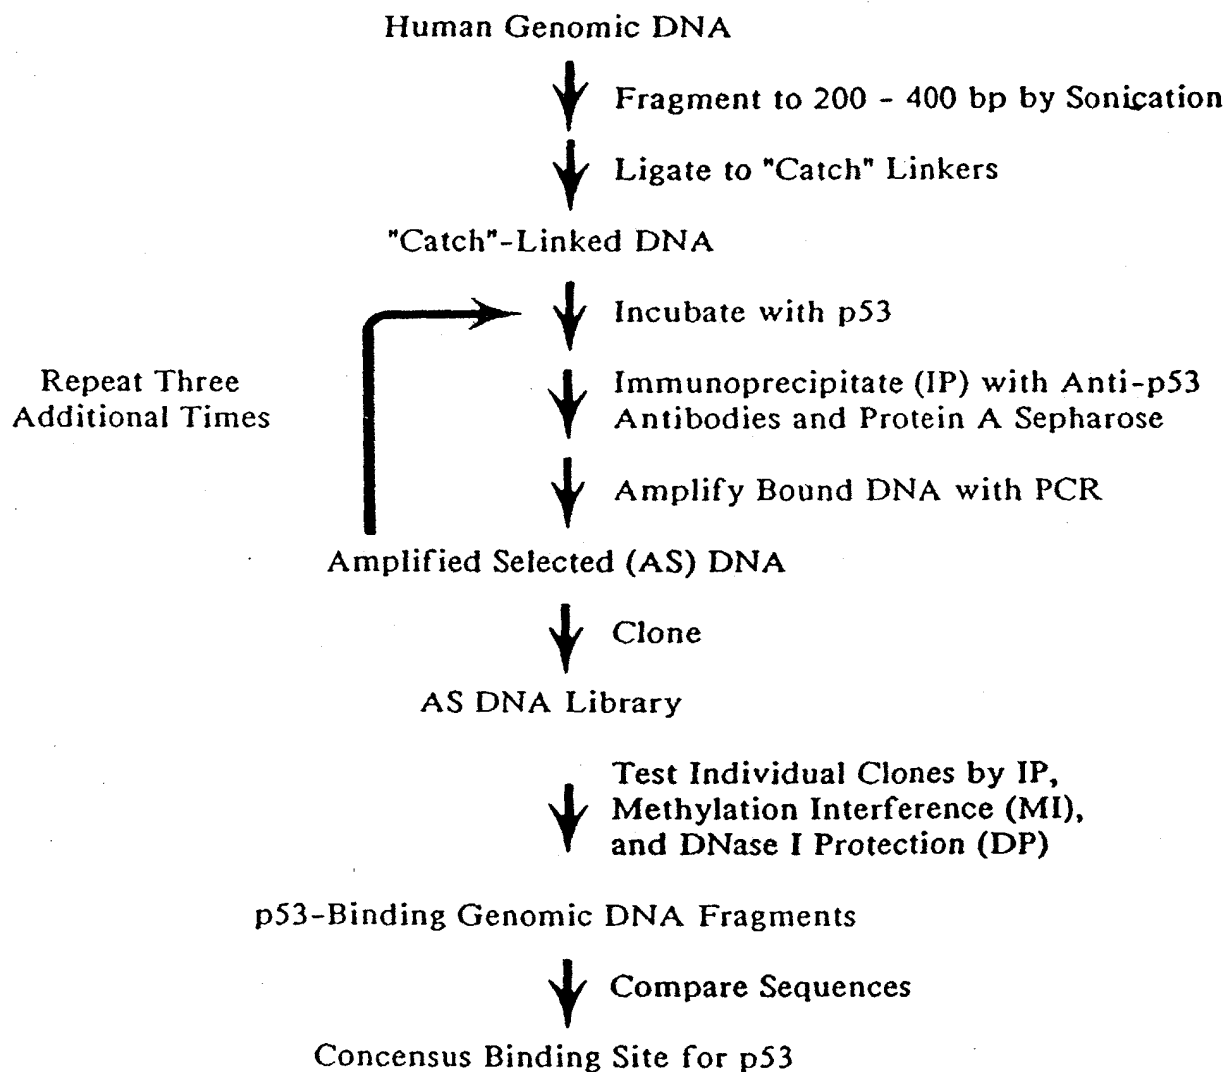 Human Genomic DNA
Fragment to 200 - 400 bp by Sonication
Ligate to "Catch" Linkers
"Catch"-Linked DNA
Incubate with p53
Repeat Three
Additional Times
Immunoprecipitate (IP) with Anti-p53
Antibodies and Protein A Sepharose
Amplify Bound DNA with PCR
Amplified Selected (AS) DNA
Clone
AS DNA Library
Test Individual Clones by IP,
Methylation Interference (MI),
and DNase I Protection (DP)
p53-Binding Genomic DNA Fragments
Compare Sequences
Concensus Binding Site for p53